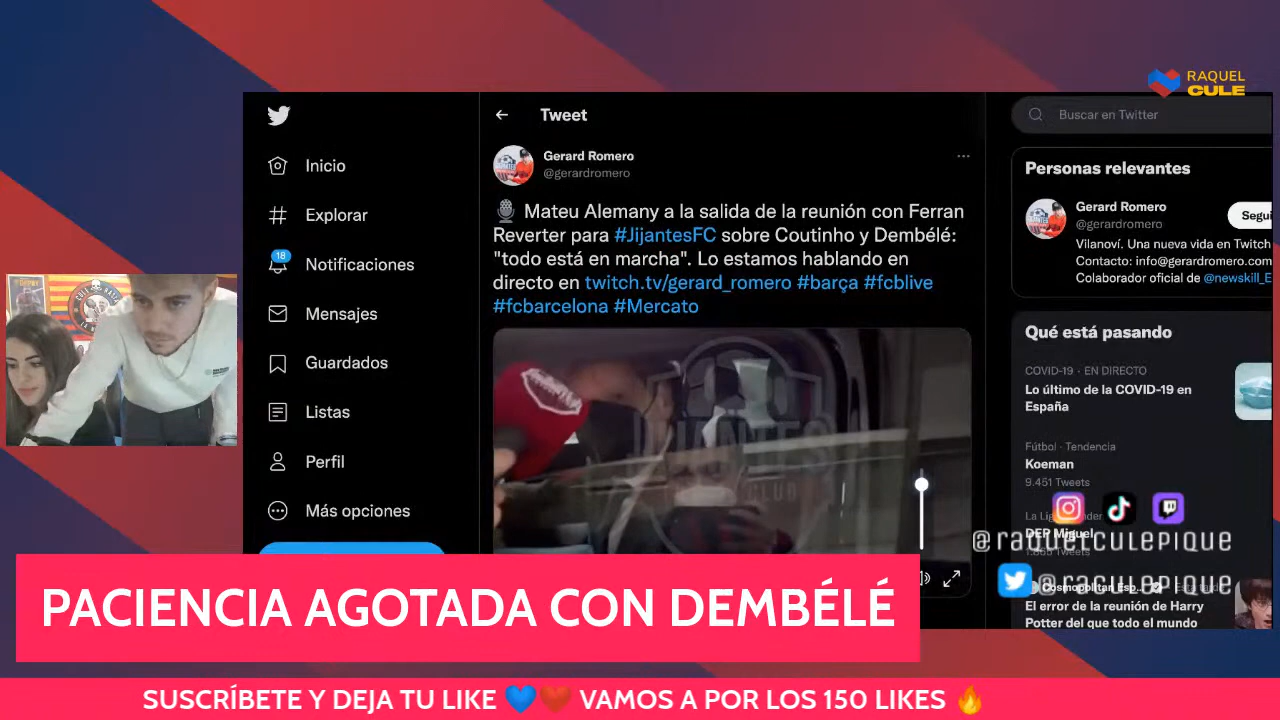 RAQUEL
CULE
Tweet
Buscar en Twitter
Gerard Romero
@gerardromero
Mateu Alemany a la salida de la reunión con Ferran
Reverter para #JijantesFC sobre Coutinho y Dembélé:
"todo está en marcha". Lo estamos hablando en
directo en twitch.tv/gerard_romero #barça #fcblive
#fcbarcelona #Mercato
Inicio
Explorar
18
Notificaciones
Mensajes
Guardados
Listas
Perfil
Más opciones
Personas relevantes
Gerard Romero
@gerardromero
Segui
Vilanoví. Una nueva vida en Twitch
Contacto: info@gerardromero.com
Colaborador oficial de @newskill_E
Qué está pasando
COVID-19 · EN DIRECTO
Lo último de la COVID-19 en
España
Fútbol · Tendencia
Koeman
9.451 Tweets
DEP Miguel
@raquelculepique
@raculepique
El error de la reunión de Harry
Potter del que todo el mundo
PACIENCIA AGOTADA CON DEMBÉLÉ
SUSCRÍBETE Y DEJA TU LIKE 💙❤️ VAMOS A POR LOS 150 LIKES 🔥